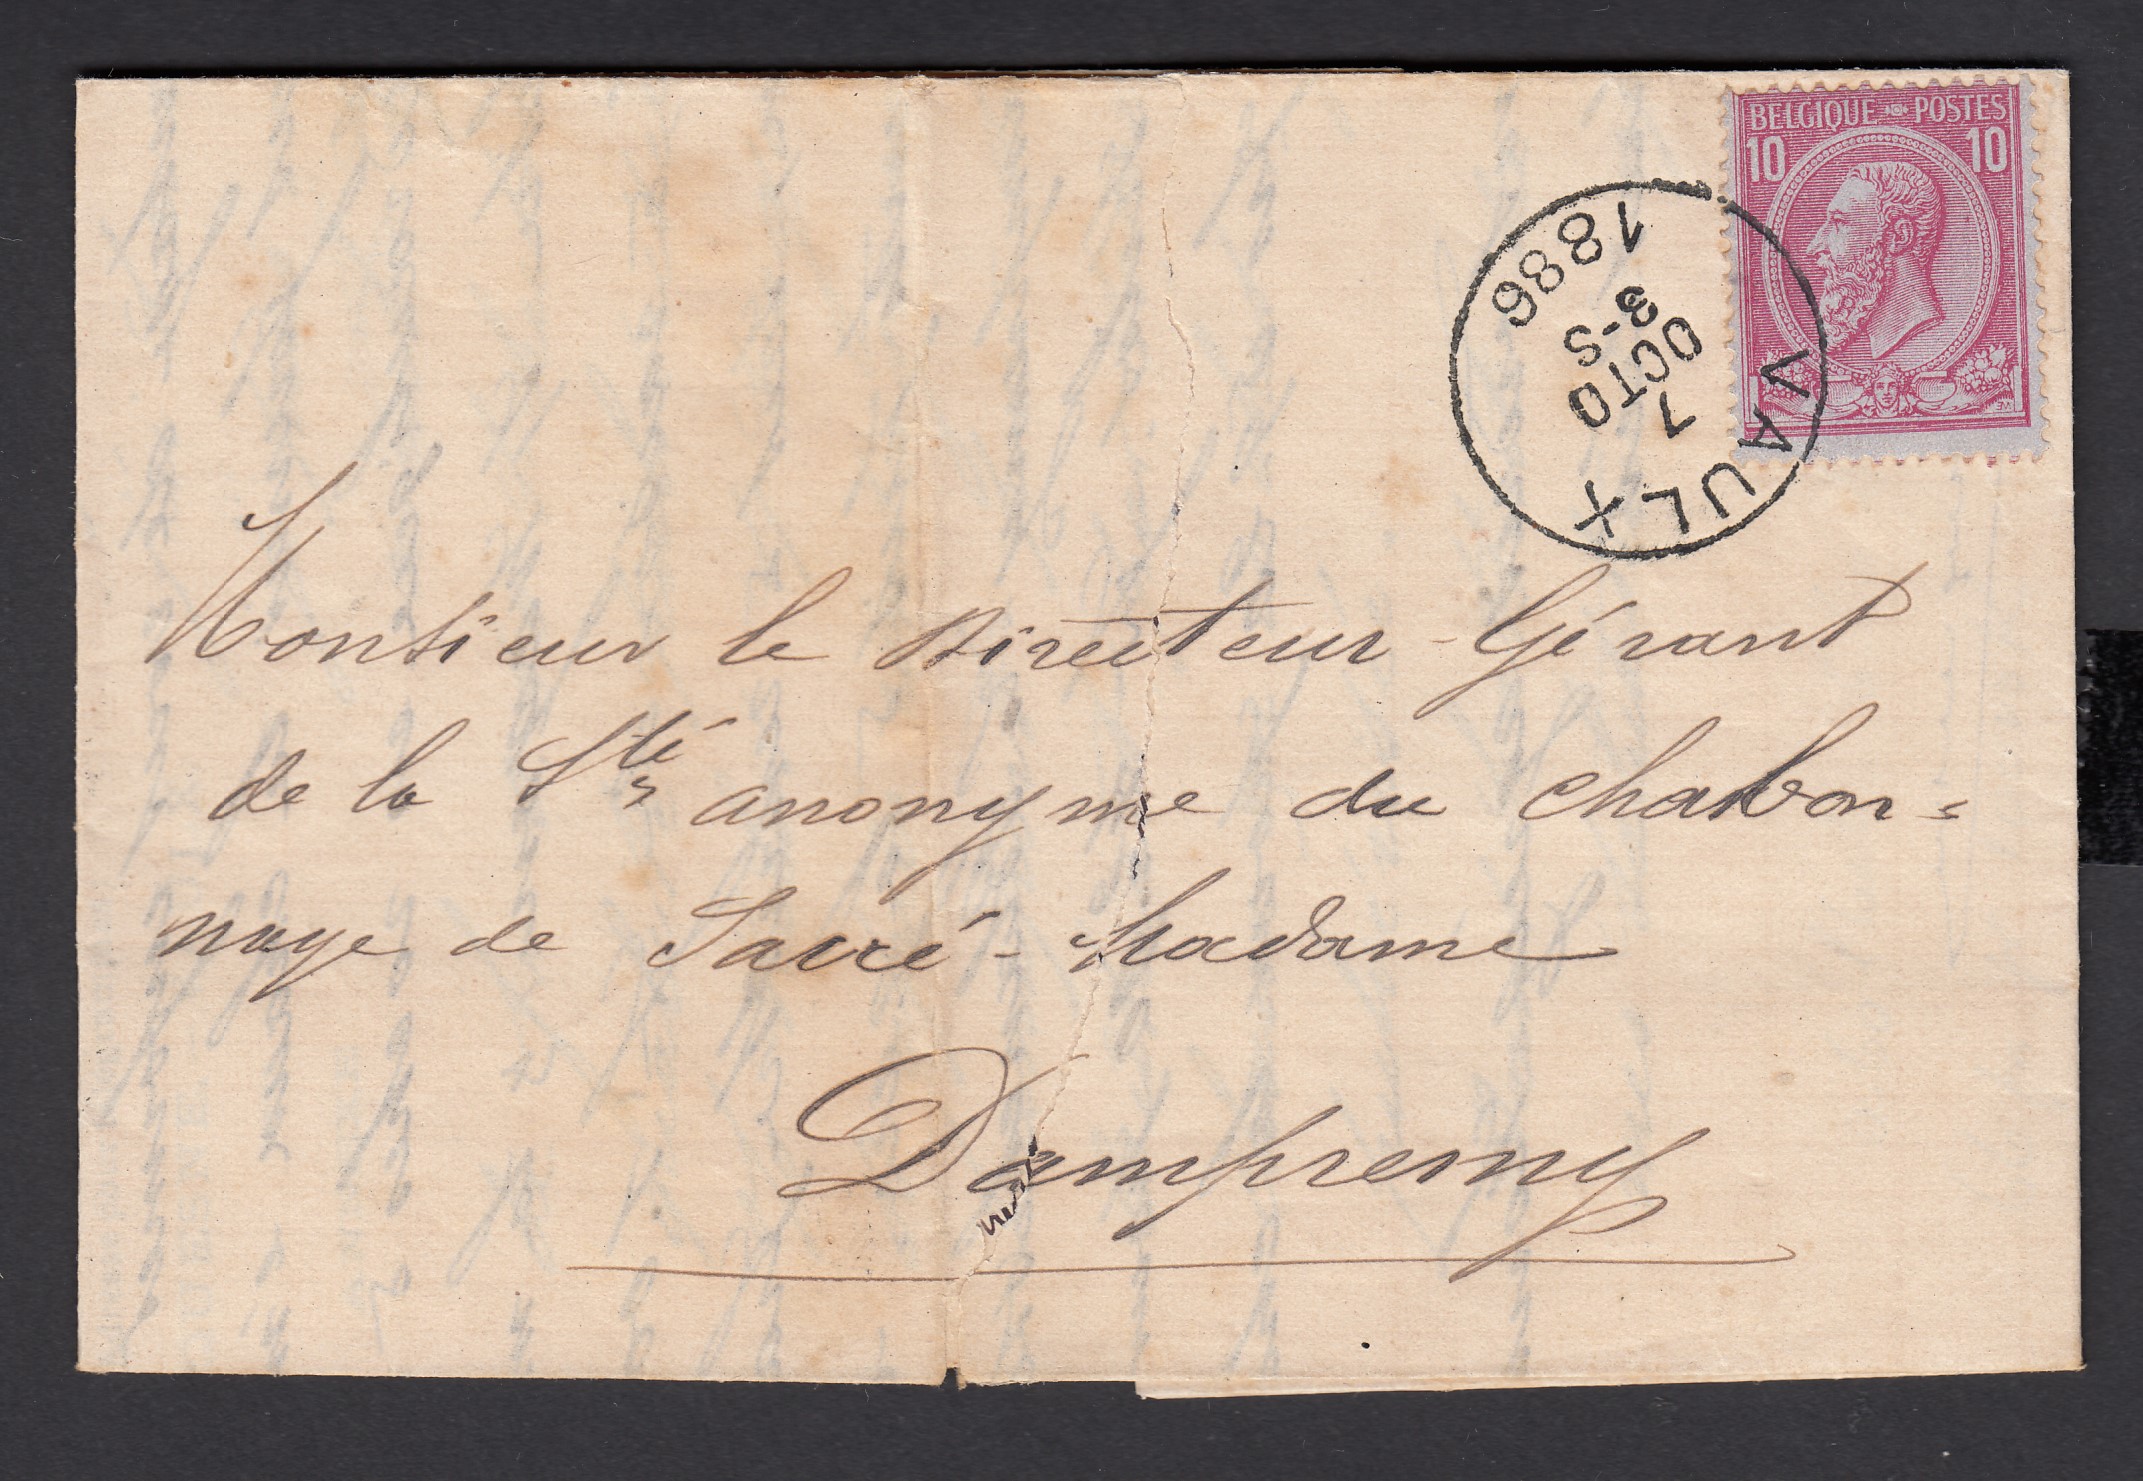 BELGIQUE POSTES
10 10
VAULX
7
OCTO
3-S
1886
Monsieur le Directeur-Gérant
de la Sté anonyme du charbon=
nage de Sacré-Madame
Dampremy